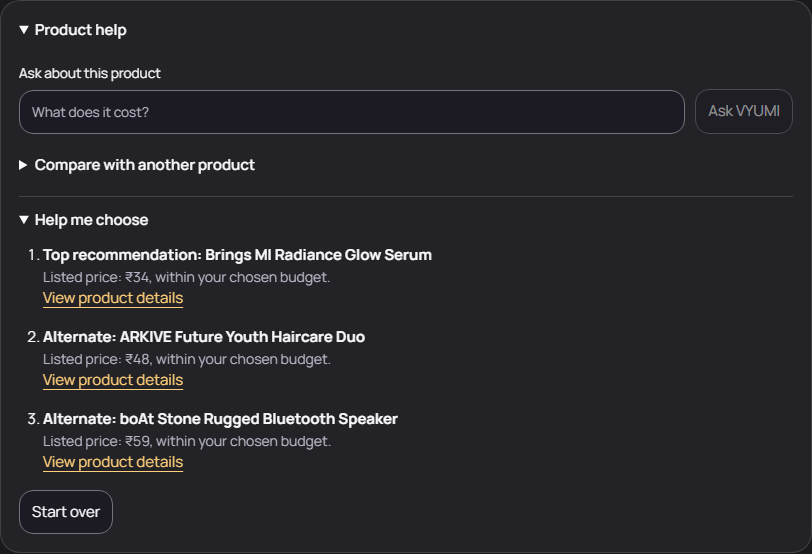 Product help
Ask about this product
What does it cost?
Ask VYUMI
Compare with another product
Help me choose
1. Top recommendation: Brings MI Radiance Glow Serum
Listed price: ₹34, within your chosen budget.
View product details
2. Alternate: ARKIVE Future Youth Haircare Duo
Listed price: ₹48, within your chosen budget.
View product details
3. Alternate: boAt Stone Rugged Bluetooth Speaker
Listed price: ₹59, within your chosen budget.
View product details
Start over